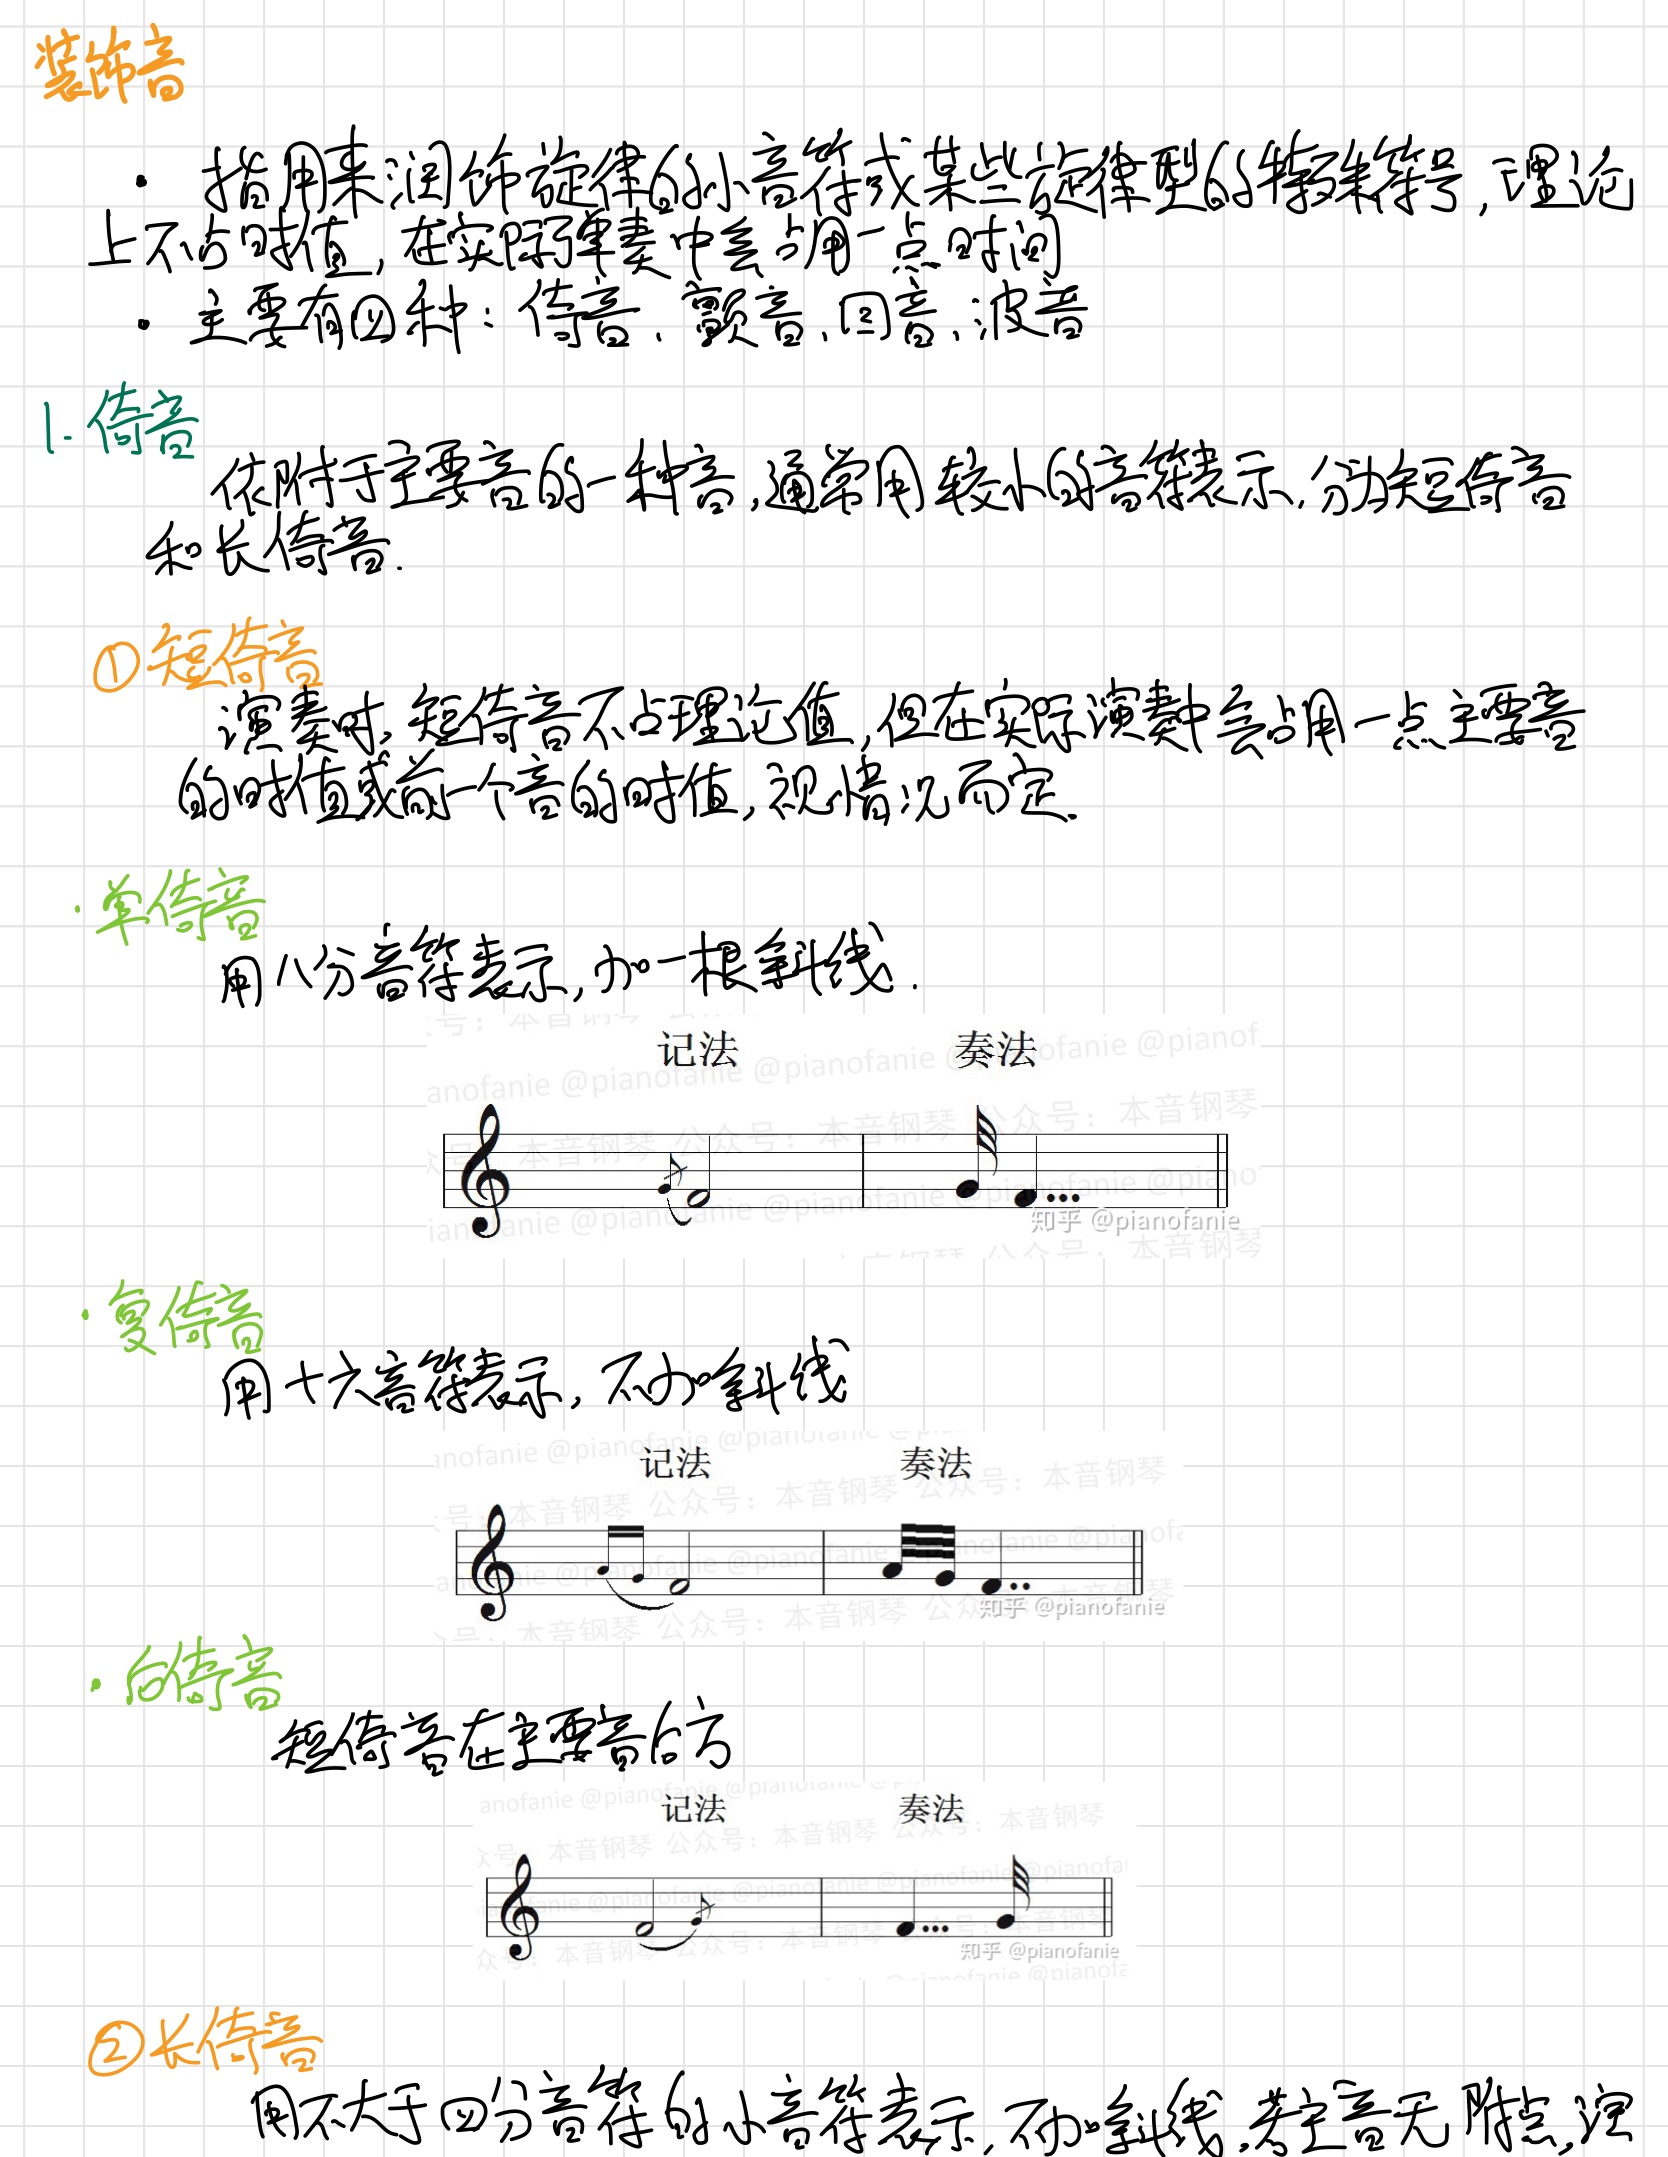 装饰音
· 指用来润饰旋律的小音符或某些旋律型的特殊符号,理论
上不占时值,在实际弹奏中会占用一点时间
· 主要有四种:倚音、颤音、回音、波音
1. 倚音
依附于主要音的一种音,通常用较小的音符表示,分为短倚音
和长倚音.
①短倚音
演奏时,短倚音不占理论值,但在实际演奏中会占用一点主要音
的时值或前一个音的时值,视情况而定.
· 单倚音
用八分音符表示,加一根斜线.
记法 奏法
知乎 @pianofanie
· 复倚音
用十六音符表示,不加斜线
记法 奏法
知乎 @pianofanie
· 后倚音
短倚音在主要音后方
记法 奏法
知乎 @pianofanie
②长倚音
用不大于四分音符的小音符表示,不加斜线.若主音无附点,演